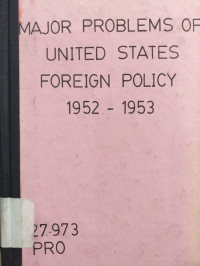 MAJOR PROBLEMS OF
UNITED STATES
FOREIGN POLICY
1952 - 1953
27.973
PRO